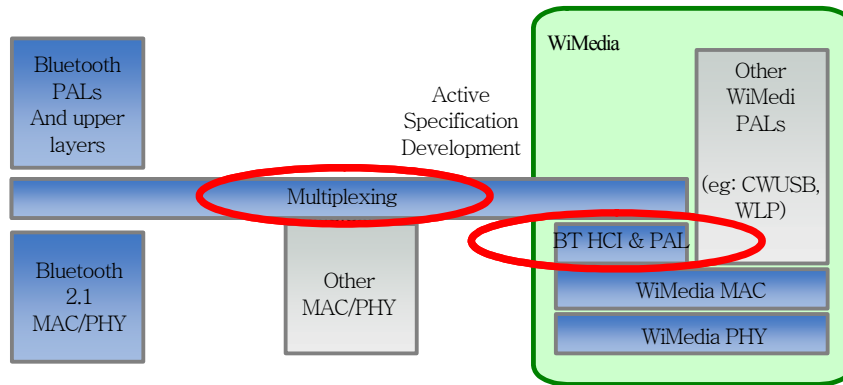 Bluetooth
PALs
And upper
layers
Active
Specification
Development
WiMedia
Other
WiMedi
PALs
(eg: CWUSB,
WLP)
Multiplexing
BT HCI & PAL
Bluetooth
2.1
MAC/PHY
Other
MAC/PHY
WiMedia MAC
WiMedia PHY